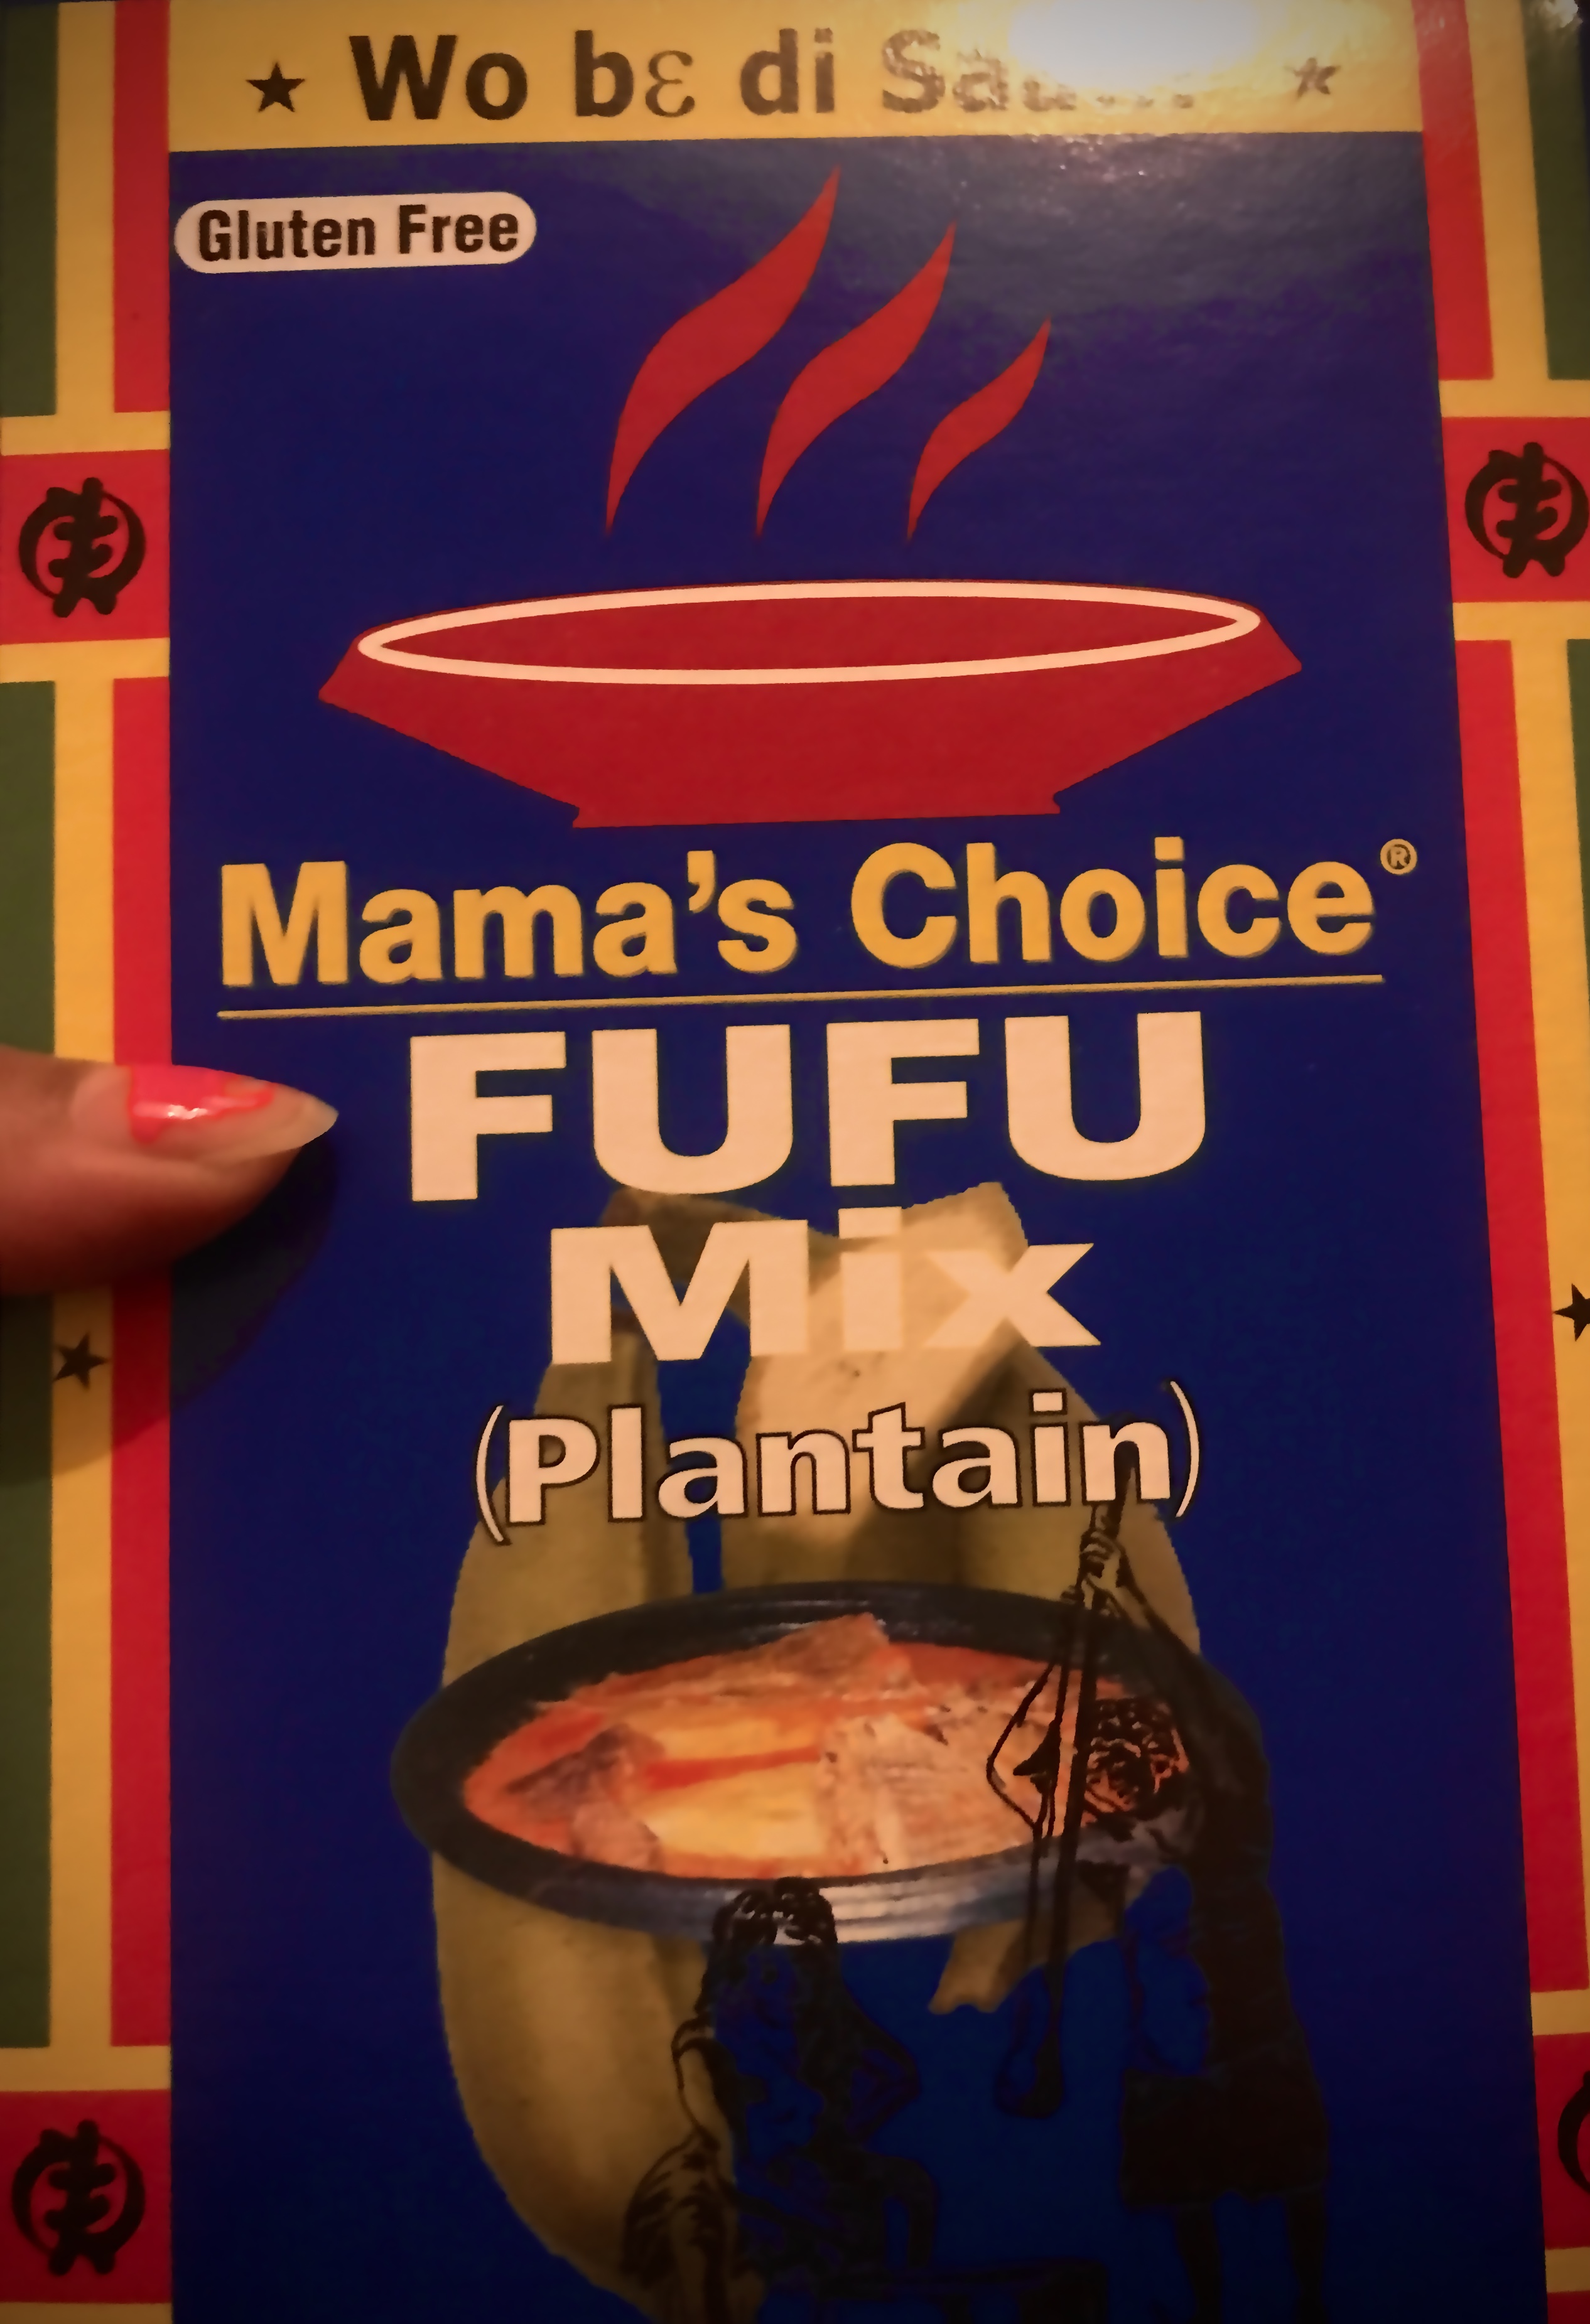 Wo bɛ di
Gluten Free
Mama's Choice®
FUFU
Mix
(Plantain)